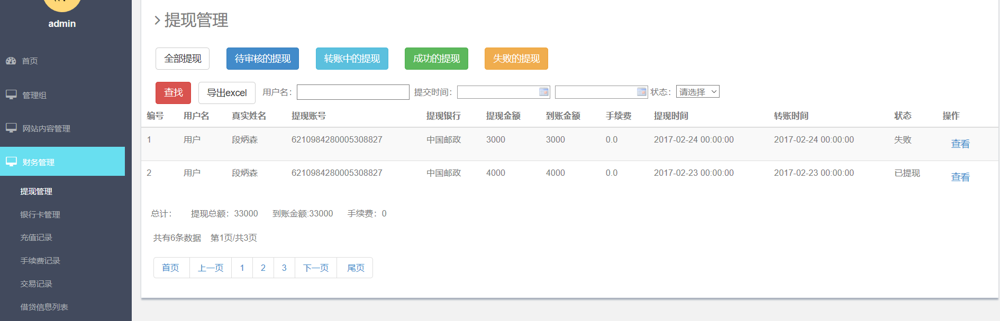 admin
首页
管理组
网站内容管理
财务管理
提现管理
银行卡管理
充值记录
手续费记录
交易记录
借贷信息列表
提现管理
全部提现 待审核的提现 转账中的提现 成功的提现 失败的提现
查找 导出excel 用户名： 提交时间： 状态： 请选择
编号 用户名 真实姓名 提现账号 提现银行 提现金额 到账金额 手续费 提现时间 转账时间 状态 操作
1 用户 段炳森 6210984280005308827 中国邮政 3000 3000 0.0 2017-02-24 00:00:00 2017-02-24 00:00:00 失败 查看
2 用户 段炳森 6210984280005308827 中国邮政 4000 4000 0.0 2017-02-23 00:00:00 2017-02-23 00:00:00 已提现 查看
总计： 提现总额：33000 到账金额:33000 手续费：0
共有6条数据 第1页/共3页
首页 上一页 1 2 3 下一页 尾页